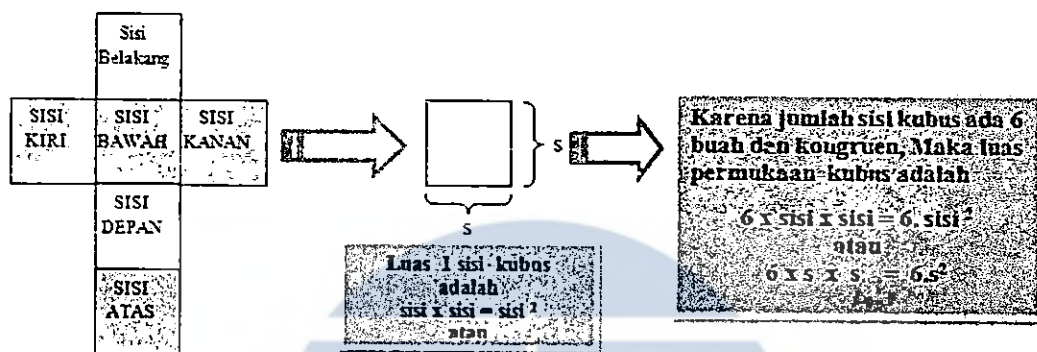 Sisi
Belakang
SISI
KIRI
SISI
BAWAH
SISI
KANAN
SISI
DEPAN
SISI
ATAS
S
S
Luas 1 sisi kubus
adalah
sisi x sisi = sisi ²
atau
Karena jumlah sisi kubus ada 6
buah dan kongruen, Maka luas
permukaan kubus adalah
6 x sisi x sisi = 6. sisi ²
atau
6 x s x s = 6.s²